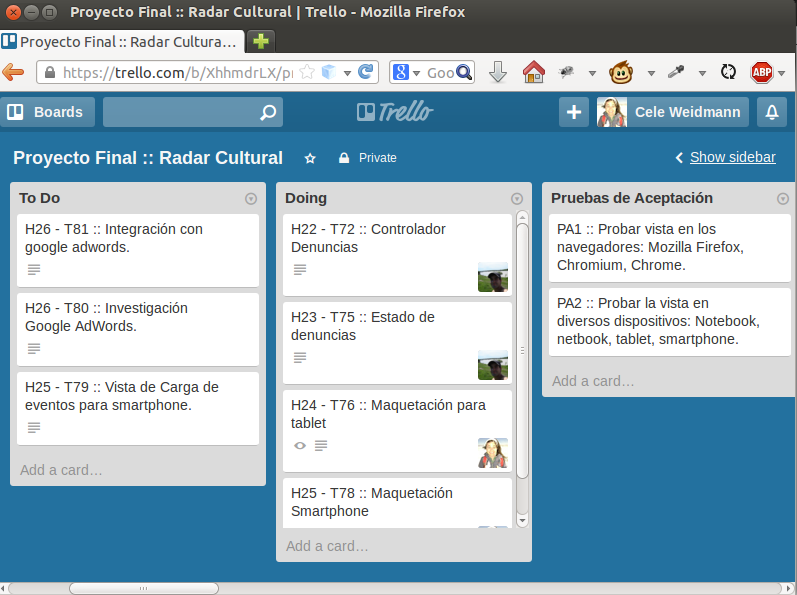 Proyecto Final :: Radar Cultural | Trello - Mozilla Firefox
Proyecto Final :: Radar Cultura…
https://trello.com/b/XhhmdrLX/pr
Goo
ABP
Boards
Trello
Cele Weidmann
Proyecto Final :: Radar Cultural
Private
Show sidebar
To Do
H26 - T81 :: Integración con
google adwords.
H26 - T80 :: Investigación
Google AdWords.
H25 - T79 :: Vista de Carga de
eventos para smartphone.
Add a card…
Doing
H22 - T72 :: Controlador
Denuncias
H23 - T75 :: Estado de
denuncias
H24 - T76 :: Maquetación para
tablet
H25 - T78 :: Maquetación
Smartphone
Add a card…
Pruebas de Aceptación
PA1 :: Probar vista en los
navegadores: Mozilla Firefox,
Chromium, Chrome.
PA2 :: Probar la vista en
diversos dispositivos: Notebook,
netbook, tablet, smartphone.
Add a card…